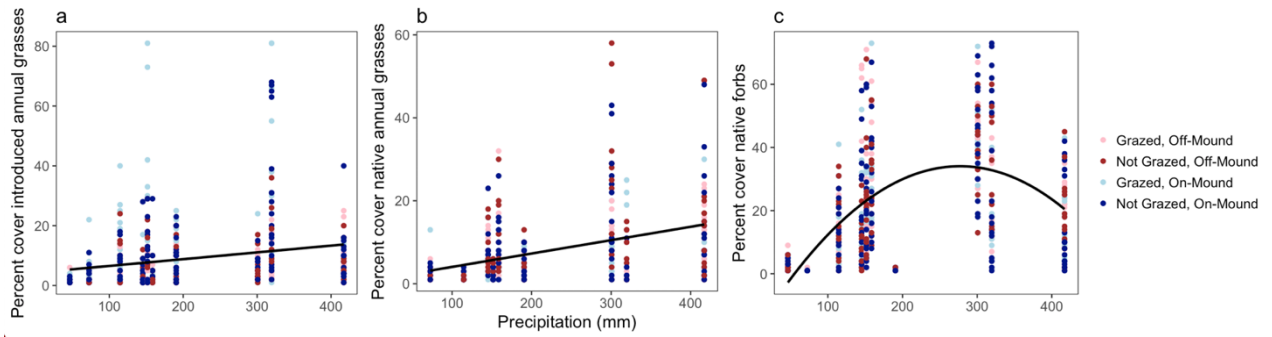 a
b
c
Percent cover introduced annual grasses
80
60
40
20
0
100
200
300
400
Percent cover native annual grasses
60
40
20
0
100
200
300
400
Precipitation (mm)
Percent cover native forbs
60
40
20
0
100
200
300
400
Grazed, Off-Mound
Not Grazed, Off-Mound
Grazed, On-Mound
Not Grazed, On-Mound